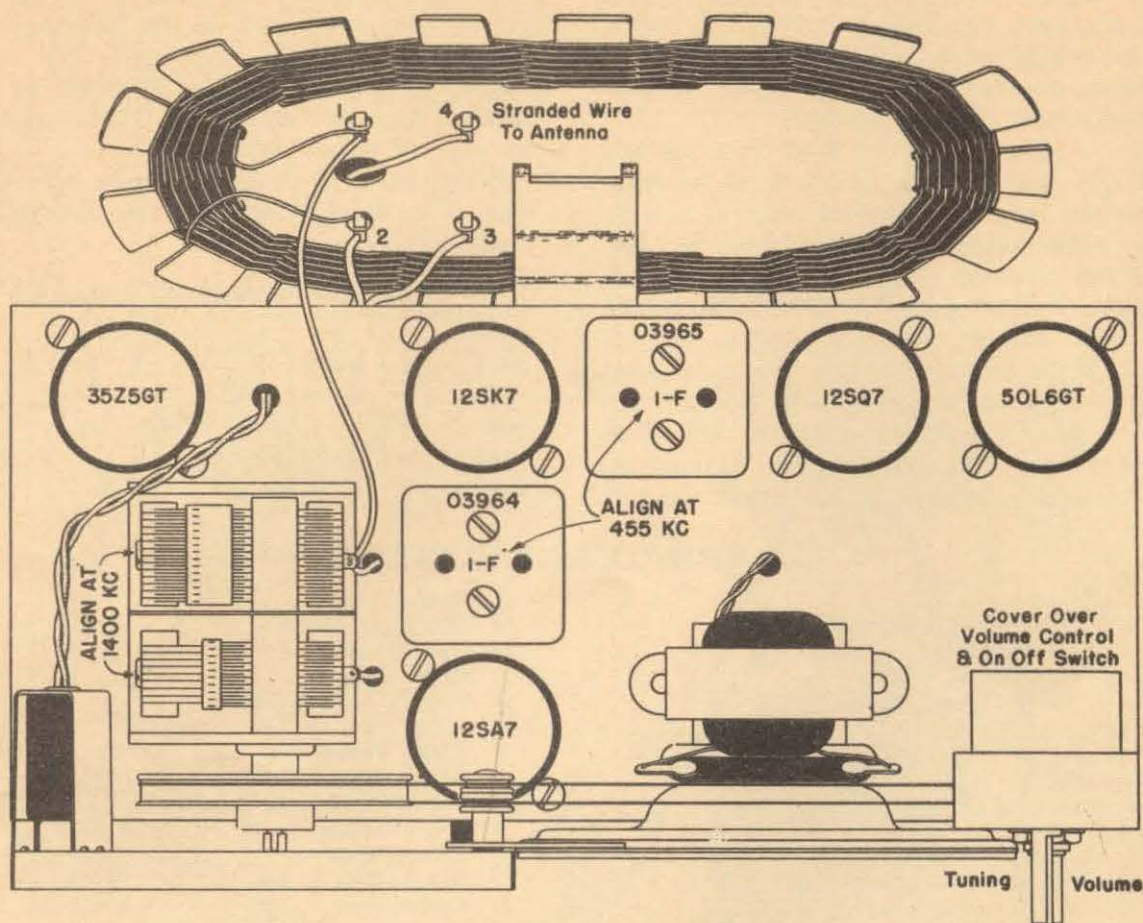 1
4
Stranded Wire
To Antenna
2
3
35Z5GT
12SK7
03965
I-F
12SQ7
50L6GT
03964
I-F
ALIGN AT
455 KC
ALIGN AT
1400 KC
12SA7
Cover Over
Volume Control
& On Off Switch
Tuning
Volume